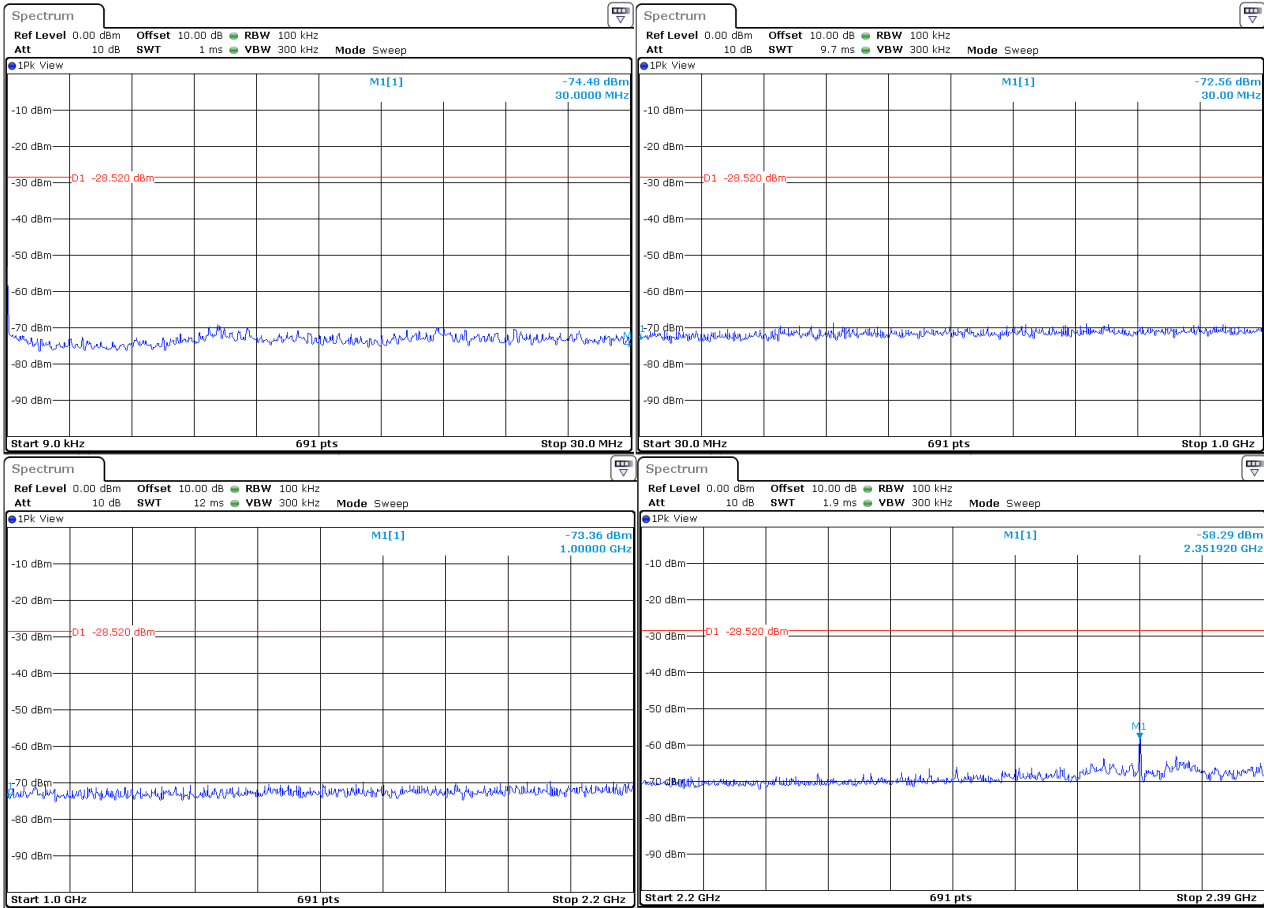 Spectrum
Ref Level 0.00 dBm Offset 10.00 dB RBW 100 kHz
Att 10 dB SWT 1 ms VBW 300 kHz Mode Sweep
1Pk View
M1[1] -74.48 dBm
30.0000 MHz
-10 dBm
-20 dBm
D1 -28.520 dBm
-30 dBm
-40 dBm
-50 dBm
-60 dBm
-70 dBm
-80 dBm
-90 dBm
Start 9.0 kHz 691 pts Stop 30.0 MHz
Spectrum
Ref Level 0.00 dBm Offset 10.00 dB RBW 100 kHz
Att 10 dB SWT 9.7 ms VBW 300 kHz Mode Sweep
1Pk View
M1[1] -72.56 dBm
30.00 MHz
-10 dBm
-20 dBm
D1 -28.520 dBm
-30 dBm
-40 dBm
-50 dBm
-60 dBm
-70 dBm
-80 dBm
-90 dBm
Start 30.0 MHz 691 pts Stop 1.0 GHz
Spectrum
Ref Level 0.00 dBm Offset 10.00 dB RBW 100 kHz
Att 10 dB SWT 12 ms VBW 300 kHz Mode Sweep
1Pk View
M1[1] -73.36 dBm
1.00000 GHz
-10 dBm
-20 dBm
D1 -28.520 dBm
-30 dBm
-40 dBm
-50 dBm
-60 dBm
-70 dBm
-80 dBm
-90 dBm
Start 1.0 GHz 691 pts Stop 2.2 GHz
Spectrum
Ref Level 0.00 dBm Offset 10.00 dB RBW 100 kHz
Att 10 dB SWT 1.9 ms VBW 300 kHz Mode Sweep
1Pk View
M1[1] -58.29 dBm
2.351920 GHz
-10 dBm
-20 dBm
D1 -28.520 dBm
-30 dBm
-40 dBm
-50 dBm
M1
-60 dBm
-70 dBm
-80 dBm
-90 dBm
Start 2.2 GHz 691 pts Stop 2.39 GHz